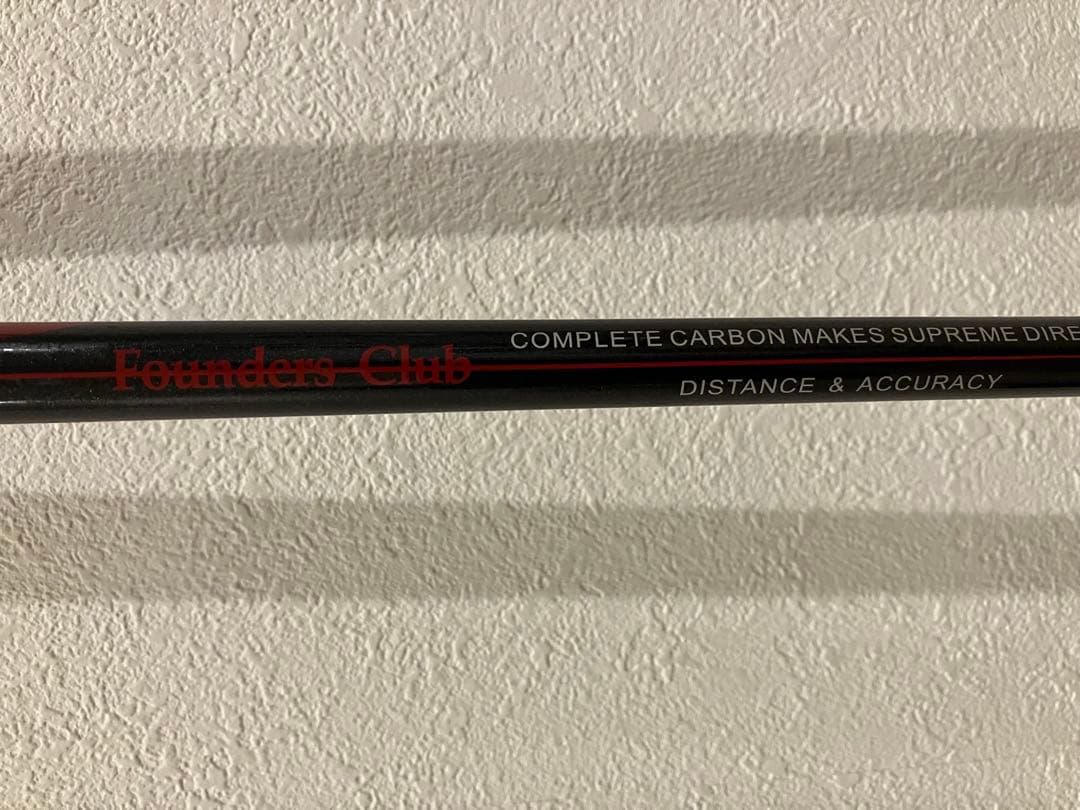 Founders Club
COMPLETE CARBON MAKES SUPREME DIRE
DISTANCE & ACCURACY